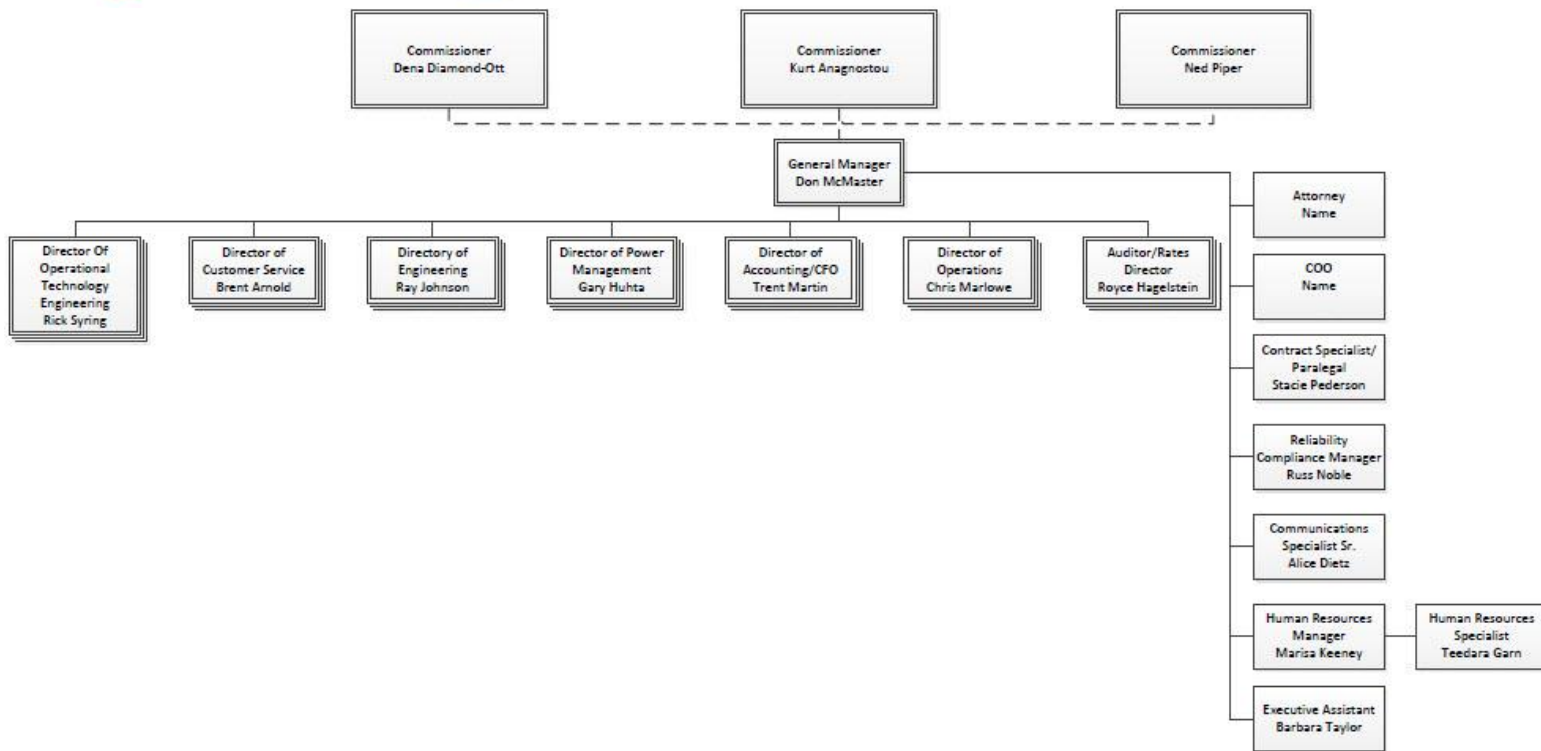 Commissioner
Dena Diamond-Ott
Commissioner
Kurt Anagnostou
Commissioner
Ned Piper
General Manager
Don McMaster
Director Of
Operational
Technology
Engineering
Rick Syring
Director of
Customer Service
Brent Arnold
Directory of
Engineering
Ray Johnson
Director of Power
Management
Gary Huhta
Director of
Accounting/CFO
Trent Martin
Director of
Operations
Chris Marlowe
Auditor/Rates
Director
Royce Hagelstein
Attorney
Name
COO
Name
Contract Specialist/
Paralegal
Stacie Pederson
Reliability
Compliance Manager
Russ Noble
Communications
Specialist Sr.
Alice Dietz
Human Resources
Manager
Marisa Keeney
Human Resources
Specialist
Teedara Garn
Executive Assistant
Barbara Taylor